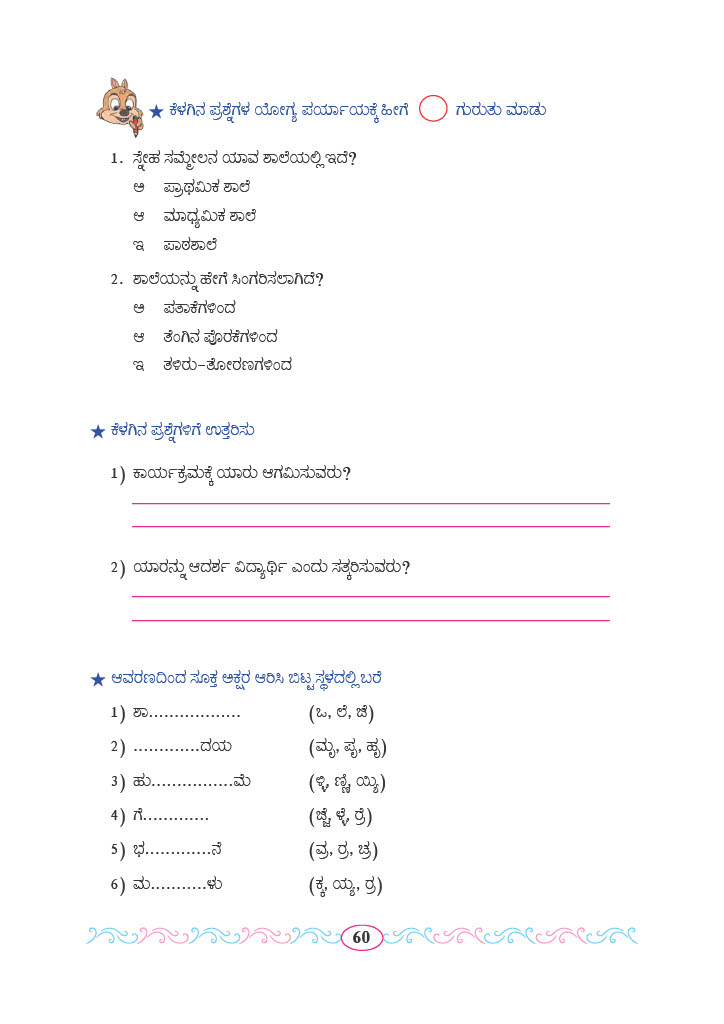 ★ ಕೆಳಗಿನ ಪ್ರಶ್ನೆಗಳ ಯೋಗ್ಯ ಪರ್ಯಾಯಕ್ಕೆ ಹೀಗೆ ◯ ಗುರುತು ಮಾಡು
1. ಸ್ನೇಹ ಸಮ್ಮೇಲನ ಯಾವ ಶಾಲೆಯಲ್ಲಿ ಇದೆ?
ಅ ಪ್ರಾಥಮಿಕ ಶಾಲೆ
ಆ ಮಾಧ್ಯಮಿಕ ಶಾಲೆ
ಇ ಪಾಠಶಾಲೆ
2. ಶಾಲೆಯನ್ನು ಹೇಗೆ ಸಿಂಗರಿಸಲಾಗಿದೆ?
ಅ ಪತಾಕೆಗಳಿಂದ
ಆ ತೆಂಗಿನ ಪೊರಕೆಗಳಿಂದ
ಇ ತಳಿರು-ತೋರಣಗಳಿಂದ
★ ಕೆಳಗಿನ ಪ್ರಶ್ನೆಗಳಿಗೆ ಉತ್ತರಿಸು
1) ಕಾರ್ಯಕ್ರಮಕ್ಕೆ ಯಾರು ಆಗಮಿಸುವರು?
2) ಯಾರನ್ನು ಆದರ್ಶ ವಿದ್ಯಾರ್ಥಿ ಎಂದು ಸತ್ಕರಿಸುವರು?
★ ಆವರಣದಿಂದ ಸೂಕ್ತ ಅಕ್ಷರ ಆರಿಸಿ ಬಿಟ್ಟಸ್ಥಳದಲ್ಲಿ ಬರೆ
1) ಶಾ.................. (ಒ, ಲೆ, ಜೆ)
2) .............ದಯ (ಮೃ, ಪೃ, ಹೃ)
3) ಹು................ಮೆ (ಳ್ಳಿ, ಣ್ಣಿ, ಯ್ಯಿ)
4) ಗೆ............. (ಜ್ಜೆ, ಳ್ಳೆ, ರ್ರೆ)
5) ಭ.............ನೆ (ವ್ರ, ರ್ರ, ಚ್ರ)
6) ಮ...........ಳು (ಕ್ಕ, ಯ್ಯ, ರ್ರ)
60